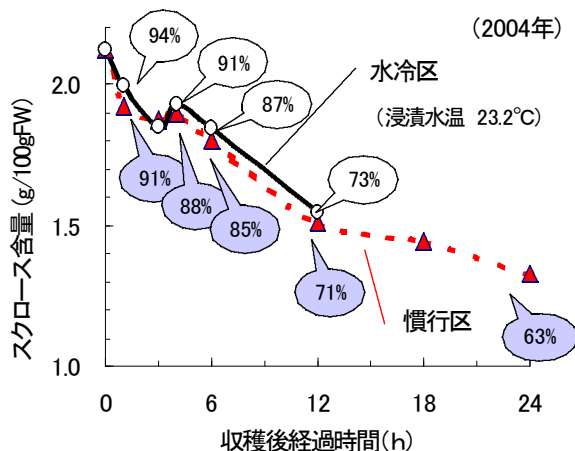 (2004年)
94%
91%
水冷区
87%
(浸漬水温 23.2℃)
73%
91%
88%
85%
71%
慣行区
63%
スクロース含量(g/100gFW)
2.0
1.5
1.0
0
6
12
18
24
収穫後経過時間(h)